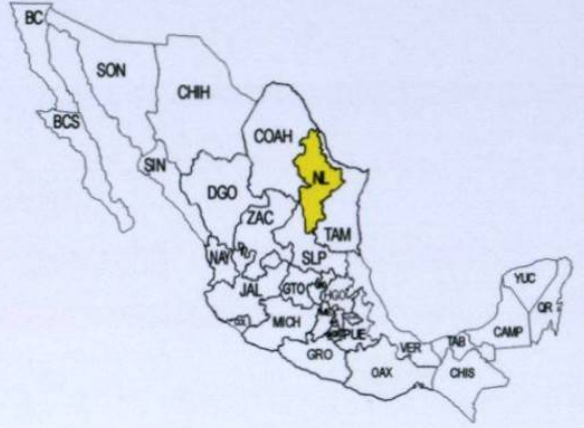 BC
SON
CHIH
BCS
COAH
SIN
NL
DGO
ZAC
TAM
NAY
SLP
JAL
GTO
HGO
MICH
PUE
GRO
OAX
VER
TAB
CHIS
CAMP
YUC
QR